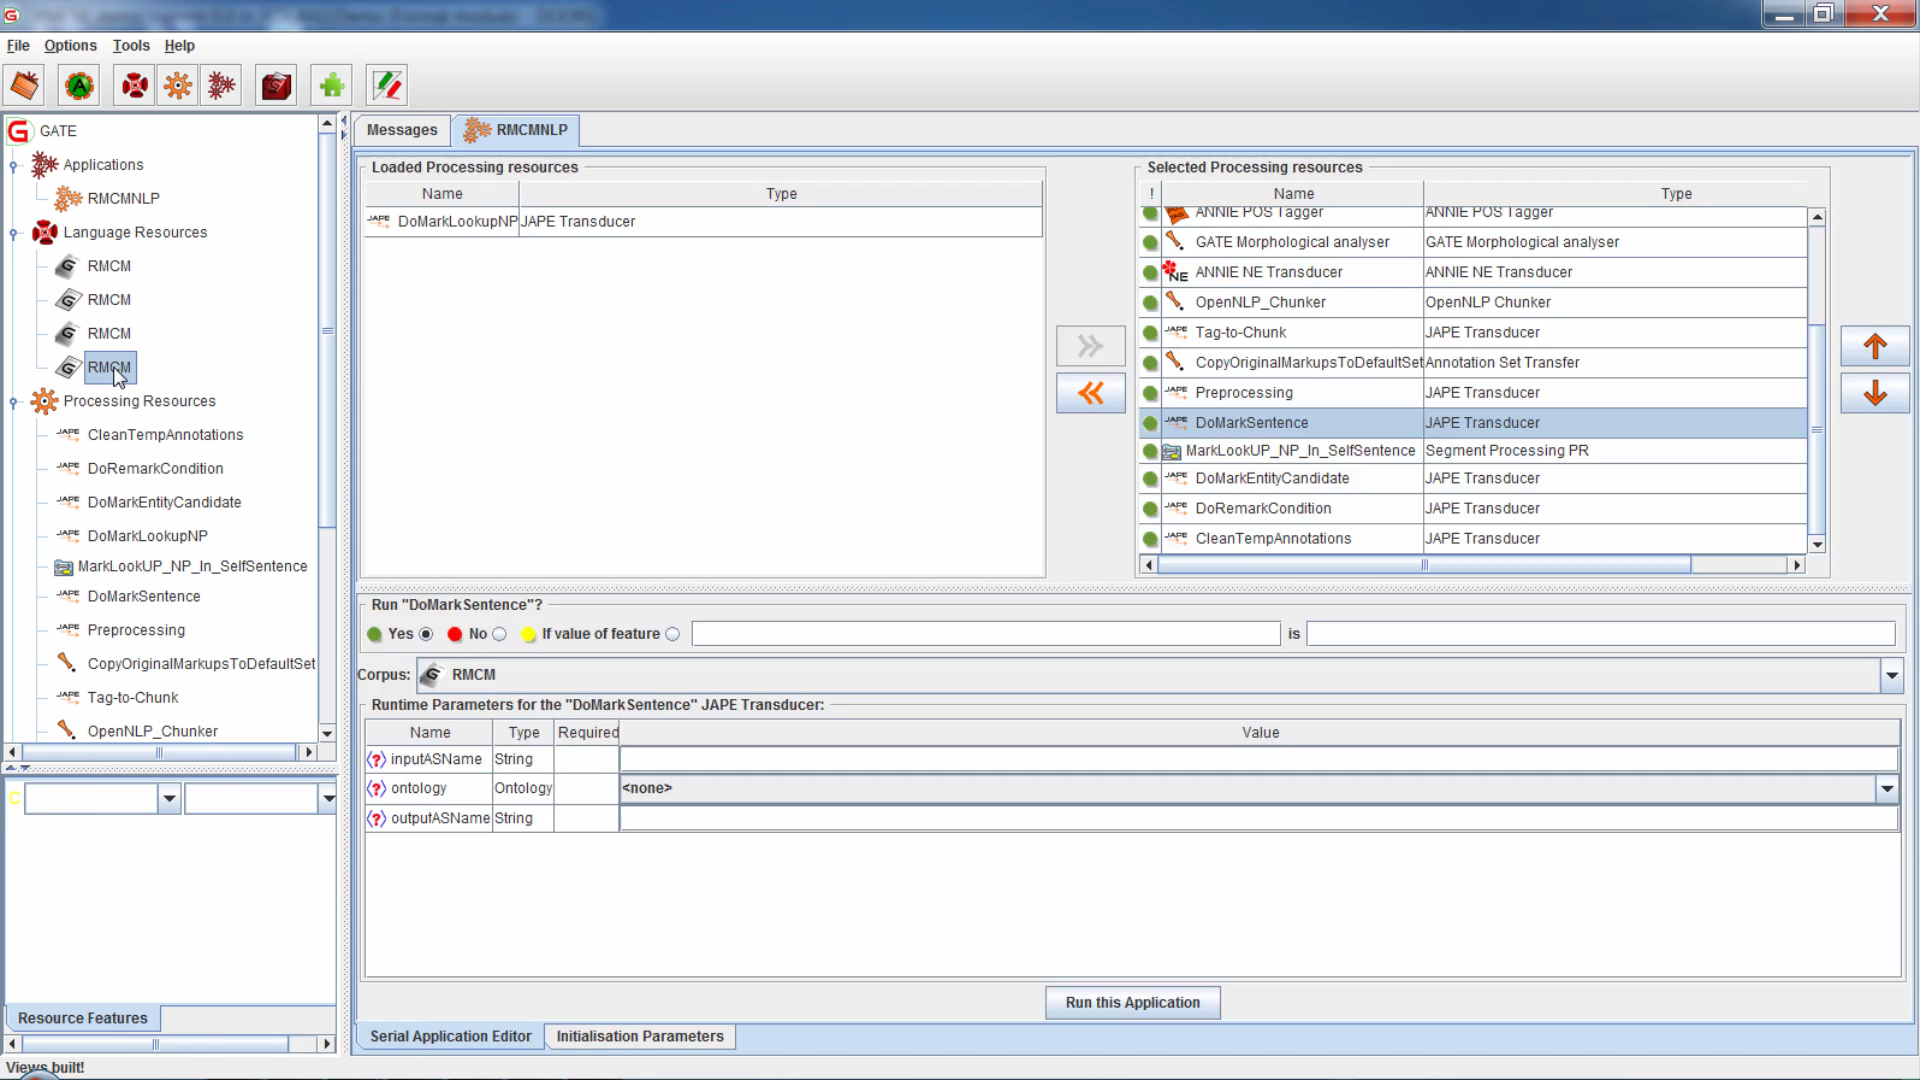 File Options Tools Help
GATE
Applications
RMCMNLP
Language Resources
RMCM
RMCM
RMCM
RMCM
Processing Resources
CleanTempAnnotations
DoRemarkCondition
DoMarkEntityCandidate
DoMarkLookupNP
MarkLookUP_NP_In_SelfSentence
DoMarkSentence
Preprocessing
CopyOriginalMarkupsToDefaultSet
Tag-to-Chunk
OpenNLP_Chunker
C
Resource Features
Views built!
Messages RMCMNLP
Loaded Processing resources
Name Type
DoMarkLookupNP JAPE Transducer
Selected Processing resources
! Name Type
ANNIE POS Tagger ANNIE POS Tagger
GATE Morphological analyser GATE Morphological analyser
ANNIE NE Transducer ANNIE NE Transducer
OpenNLP_Chunker OpenNLP Chunker
Tag-to-Chunk JAPE Transducer
CopyOriginalMarkupsToDefaultSet Annotation Set Transfer
Preprocessing JAPE Transducer
DoMarkSentence JAPE Transducer
MarkLookUP_NP_In_SelfSentence Segment Processing PR
DoMarkEntityCandidate JAPE Transducer
DoRemarkCondition JAPE Transducer
CleanTempAnnotations JAPE Transducer
Run "DoMarkSentence"?
Yes No If value of feature is
Corpus: RMCM
Runtime Parameters for the "DoMarkSentence" JAPE Transducer:
Name Type Required Value
inputASName String
ontology Ontology <none>
outputASName String
Run this Application
Serial Application Editor Initialisation Parameters